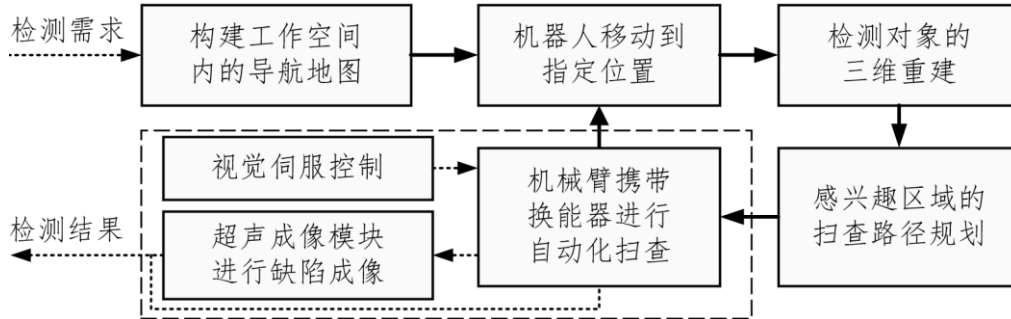 检测需求
构建工作空间
内的导航地图
机器人移动到
指定位置
检测对象的
三维重建
视觉伺服控制
机械臂携带
换能器进行
自动化扫查
感兴趣区域的
扫查路径规划
检测结果
超声成像模块
进行缺陷成像